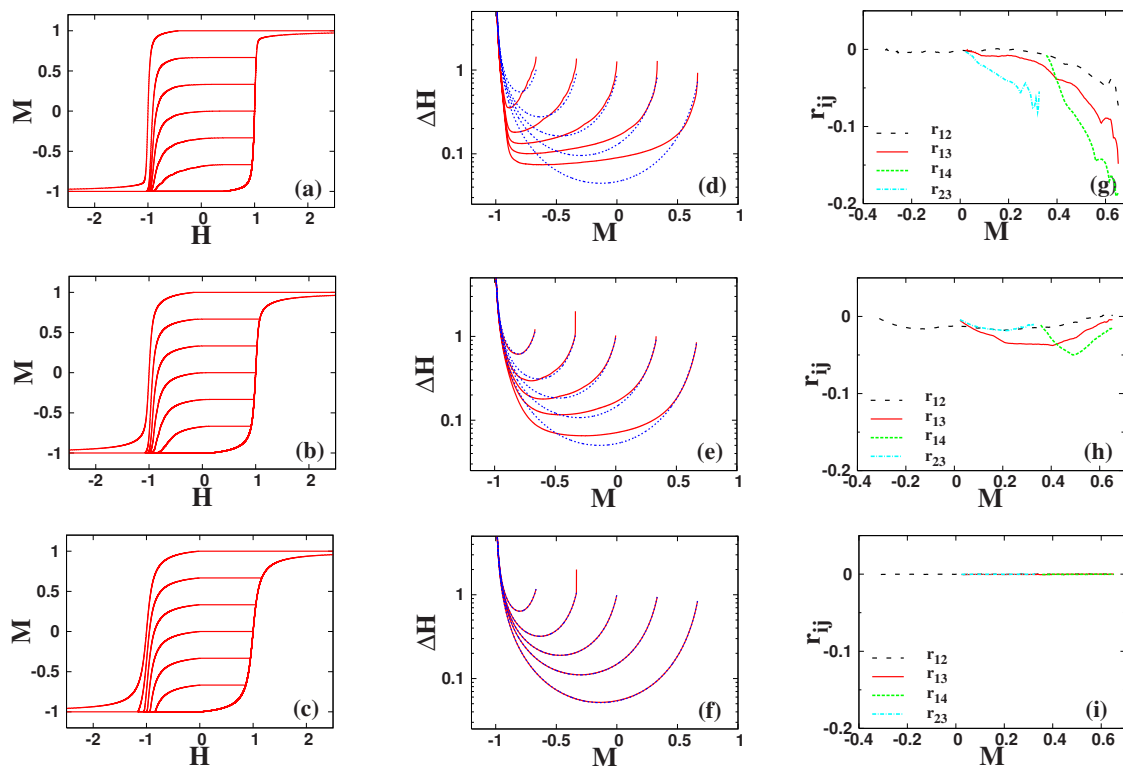 1
0.5
0
-0.5
-1
M
-2 -1 0 1 2
H
(a)
1
0.1
ΔH
-1 -0.5 0 0.5 1
M
(d)
0
-0.1
-0.2
r_ij
-0.4 -0.2 0 0.2 0.4 0.6
M
r_12
r_13
r_14
r_23
(g)
1
0.5
0
-0.5
-1
M
-2 -1 0 1 2
H
(b)
1
0.1
ΔH
-1 -0.5 0 0.5 1
M
(e)
0
-0.1
-0.2
r_ij
-0.4 -0.2 0 0.2 0.4 0.6
M
r_12
r_13
r_14
r_23
(h)
1
0.5
0
-0.5
-1
M
-2 -1 0 1 2
H
(c)
1
0.1
ΔH
-1 -0.5 0 0.5 1
M
(f)
0
-0.1
-0.2
r_ij
-0.4 -0.2 0 0.2 0.4 0.6
M
r_12
r_13
r_14
r_23
(i)